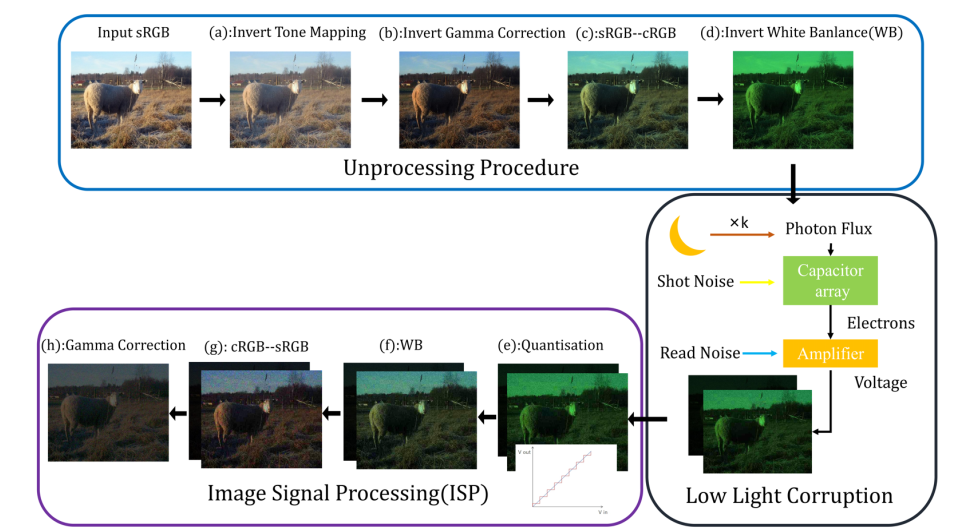 Input sRGB
(a):Invert Tone Mapping
(b):Invert Gamma Correction
(c):sRGB--cRGB
(d):Invert White Banlance(WB)
Unprocessing Procedure
×k
Photon Flux
Shot Noise
Capacitor
array
Electrons
Read Noise
Amplifier
Voltage
Low Light Corruption
(h):Gamma Correction
(g): cRGB--sRGB
(f):WB
(e):Quantisation
V out
V in
Image Signal Processing(ISP)